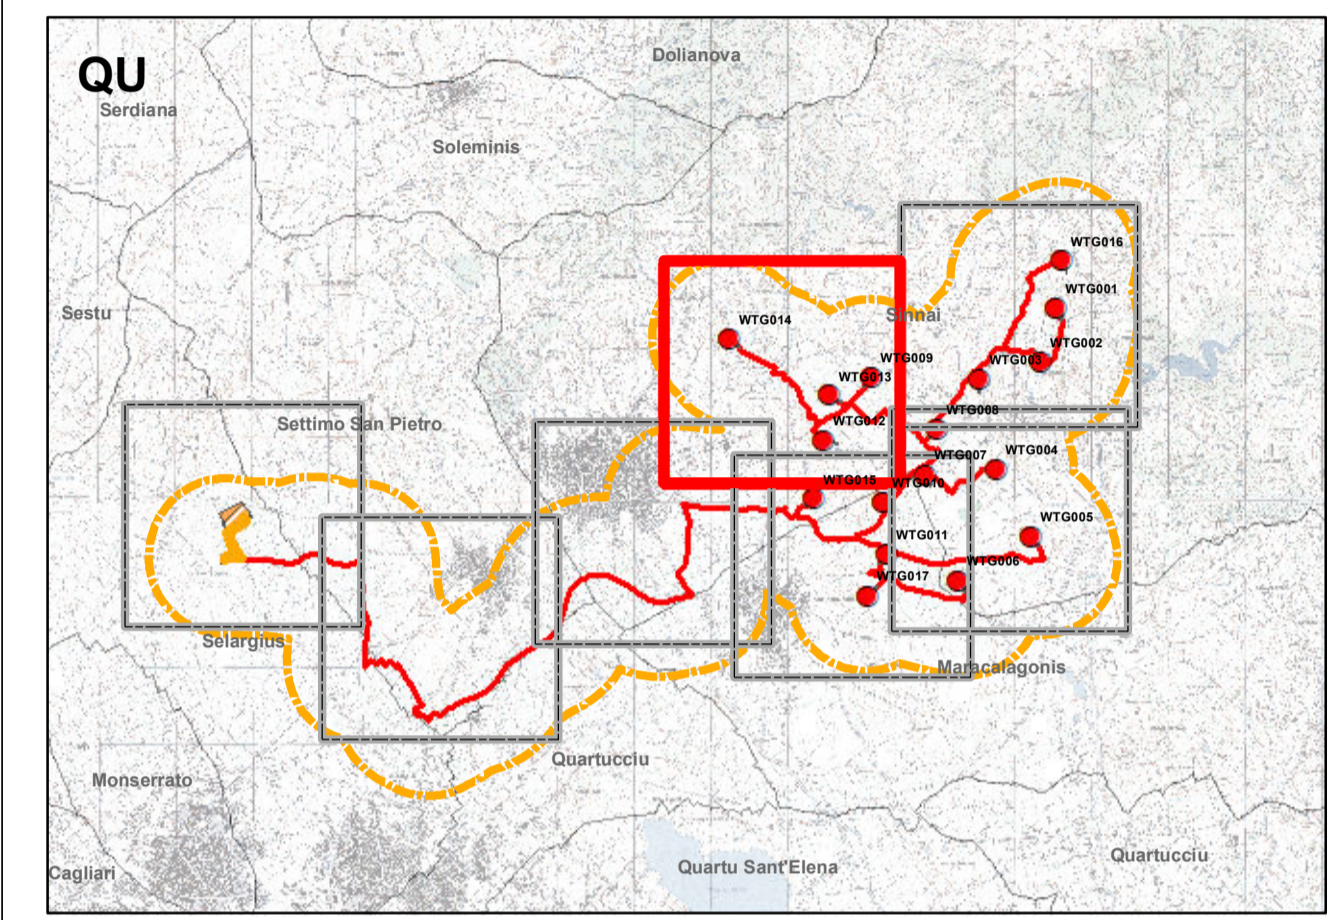 QU
Dolianova
Serdiana
Soleminis
WTG016
WTG001
Sestu
Sinnai
WTG014
WTG002
WTG009
WTG003
WTG013
WTG008
WTG012
Settimo San Pietro
WTG007
WTG004
WTG015
WTG010
WTG005
WTG011
WTG006
WTG017
Selargius
Maracalagonis
Quartucciu
Monserrato
Quartucciu
Quartu Sant'Elena
Cagliari